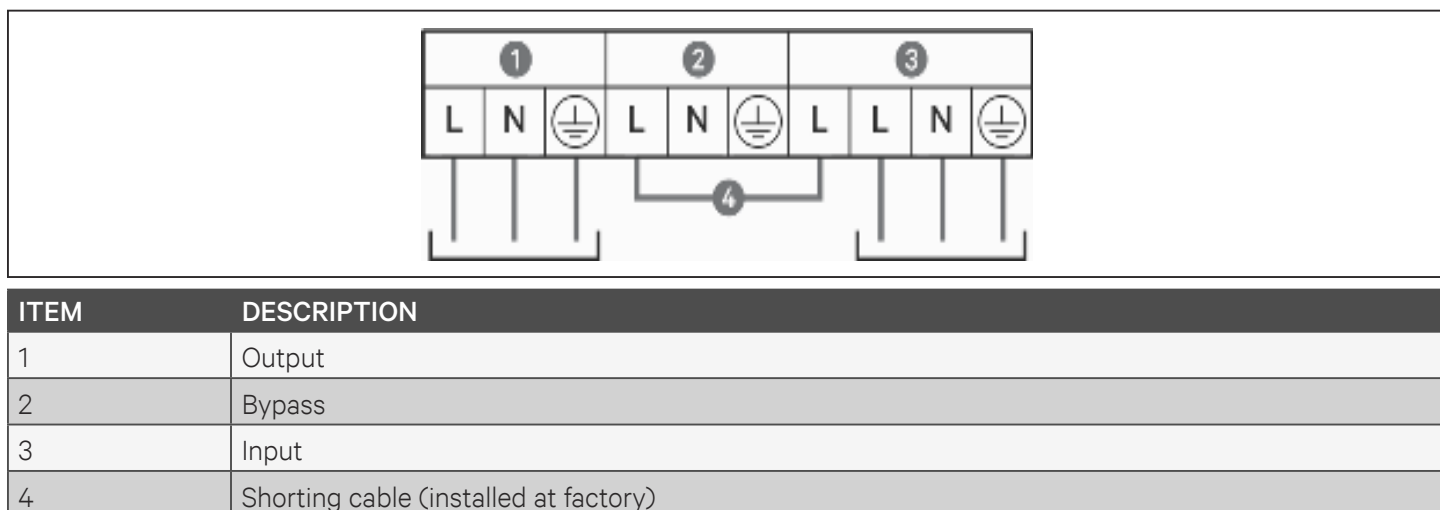 1 2 3
L N L N L L N
4
ITEM DESCRIPTION
1 Output
2 Bypass
3 Input
4 Shorting cable (installed at factory)